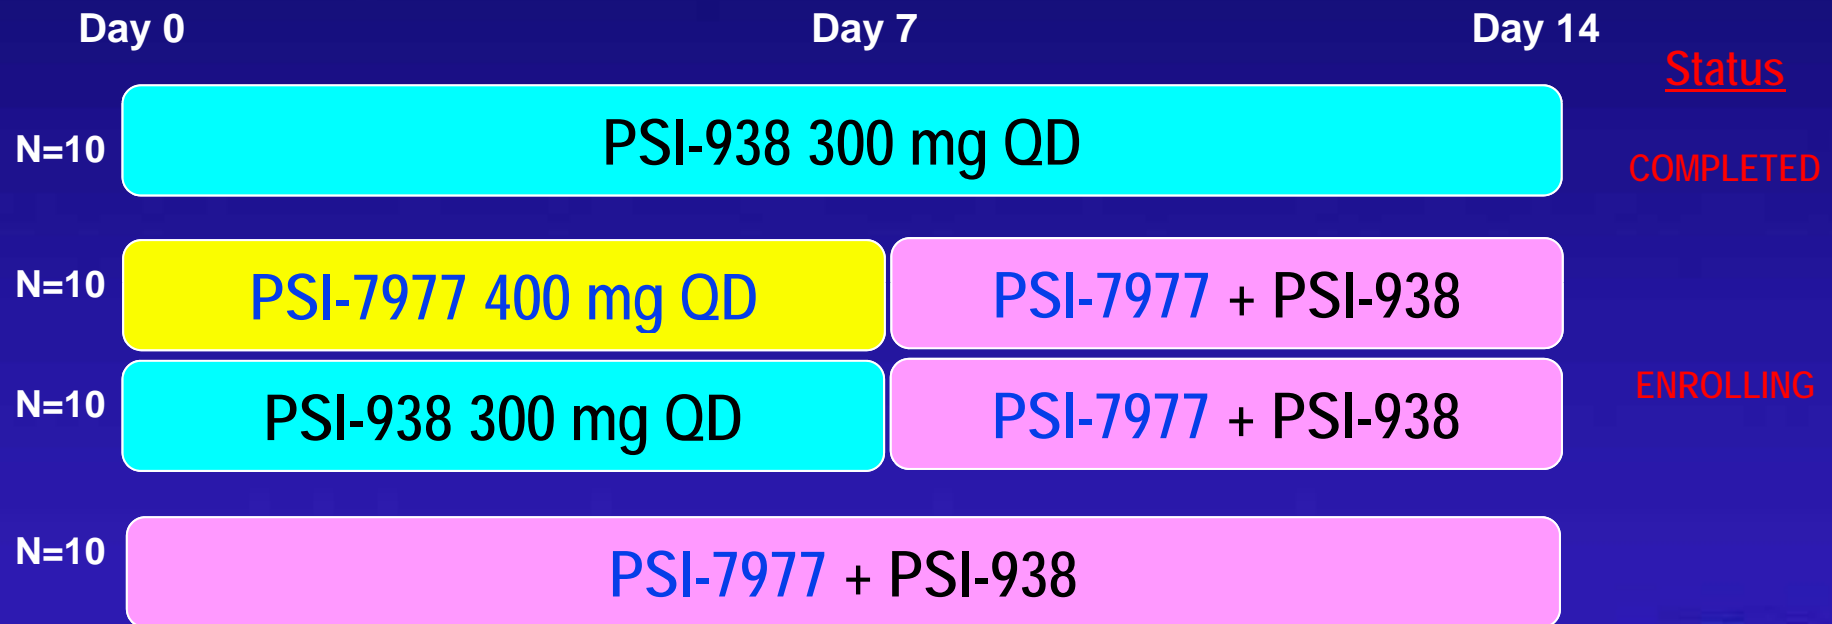 Day 0 Day 7 Day 14
Status
N=10 PSI-938 300 mg QD COMPLETED
N=10 PSI-7977 400 mg QD PSI-7977 + PSI-938
N=10 PSI-938 300 mg QD PSI-7977 + PSI-938 ENROLLING
N=10 PSI-7977 + PSI-938